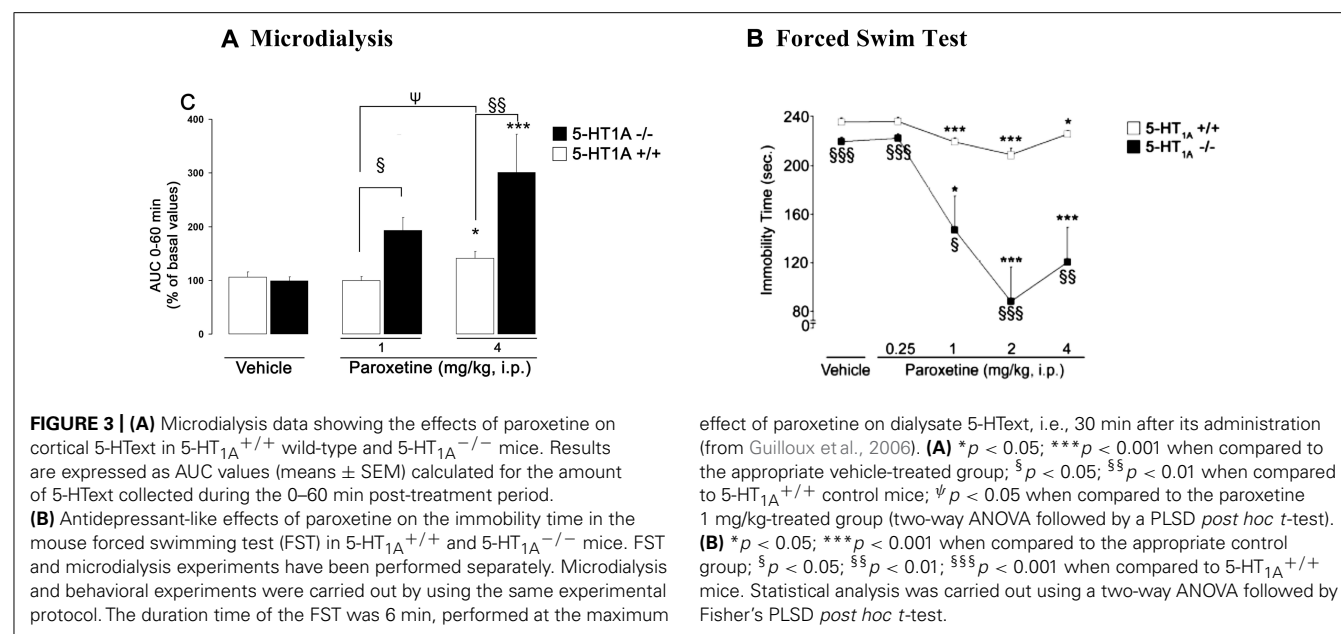 A Microdialysis
C
ψ
§§
***
§
*
5-HT1A -/-
5-HT1A +/+
AUC 0-60 min
(% of basal values)
400
300
200
100
0
1
4
Vehicle
Paroxetine (mg/kg, i.p.)
B Forced Swim Test
240
200
160
120
80
0
Immobility Time (sec.)
***
***
*
5-HT1A +/+
5-HT1A -/-
§§§
§§§
*
§
***
§§§
***
§§
0.25
1
2
4
Vehicle
Paroxetine (mg/kg, i.p.)
FIGURE 3 | (A) Microdialysis data showing the effects of paroxetine on
cortical 5-HText in 5-HT1A+/+ wild-type and 5-HT1A−/− mice. Results
are expressed as AUC values (means ± SEM) calculated for the amount
of 5-HText collected during the 0–60 min post-treatment period.
(B) Antidepressant-like effects of paroxetine on the immobility time in the
mouse forced swimming test (FST) in 5-HT1A+/+ and 5-HT1A−/− mice. FST
and microdialysis experiments have been performed separately. Microdialysis
and behavioral experiments were carried out by using the same experimental
protocol. The duration time of the FST was 6 min, performed at the maximum
effect of paroxetine on dialysate 5-HText, i.e., 30 min after its administration
(from Guilloux et al., 2006). (A) *p < 0.05; ***p < 0.001 when compared to
the appropriate vehicle-treated group; §p < 0.05; §§p < 0.01 when compared
to 5-HT1A+/+ control mice; ψp < 0.05 when compared to the paroxetine
1 mg/kg-treated group (two-way ANOVA followed by a PLSD post hoc t-test).
(B) *p < 0.05; ***p < 0.001 when compared to the appropriate control
group; §p < 0.05; §§p < 0.01; §§§p < 0.001 when compared to 5-HT1A+/+
mice. Statistical analysis was carried out using a two-way ANOVA followed by
Fisher's PLSD post hoc t-test.